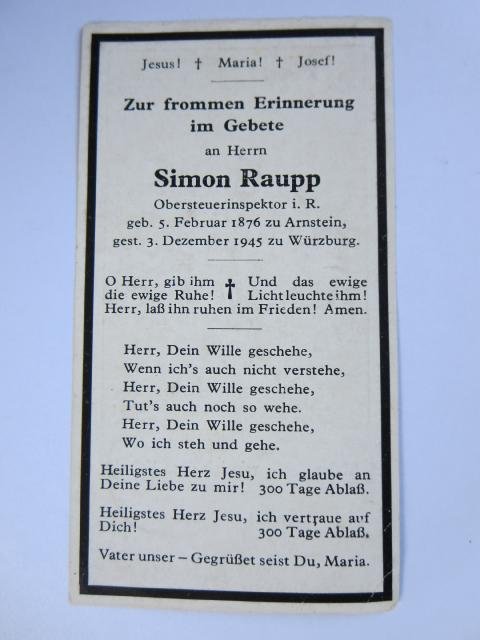 Jesus! † Maria! † Josef!
Zur frommen Erinnerung
im Gebete
an Herrn
Simon Raupp
Obersteuerinspektor i. R.
geb. 5. Februar 1876 zu Arnstein,
gest. 3. Dezember 1945 zu Würzburg.
O Herr, gib ihm † Und das ewige
die ewige Ruhe! Licht leuchte ihm!
Herr, laß ihn ruhen im Frieden! Amen.
Herr, Dein Wille geschehe,
Wenn ich's auch nicht verstehe,
Herr, Dein Wille geschehe,
Tut's auch noch so wehe.
Herr, Dein Wille geschehe,
Wo ich steh und gehe.
Heiligstes Herz Jesu, ich glaube an
Deine Liebe zu mir! 300 Tage Ablaß.
Heiligstes Herz Jesu, ich vertraue auf
Dich! 300 Tage Ablaß.
Vater unser – Gegrüßet seist Du, Maria.